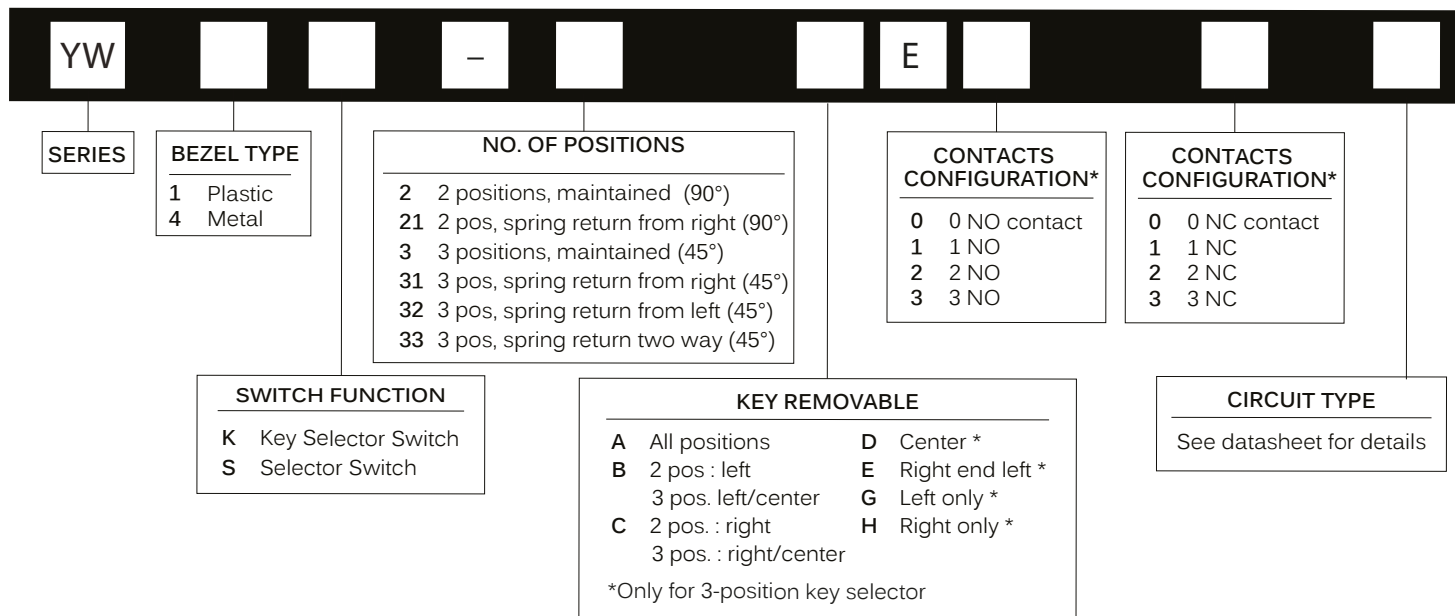 YW – E
SERIES
BEZEL TYPE
1 Plastic
4 Metal
NO. OF POSITIONS
2 2 positions, maintained (90°)
21 2 pos, spring return from right (90°)
3 3 positions, maintained (45°)
31 3 pos, spring return from right (45°)
32 3 pos, spring return from left (45°)
33 3 pos, spring return two way (45°)
CONTACTS
CONFIGURATION*
0 0 NO contact
1 1 NO
2 2 NO
3 3 NO
CONTACTS
CONFIGURATION*
0 0 NC contact
1 1 NC
2 2 NC
3 3 NC
SWITCH FUNCTION
K Key Selector Switch
S Selector Switch
KEY REMOVABLE
A All positions
B 2 pos : left
3 pos. left/center
C 2 pos. : right
3 pos. : right/center
D Center *
E Right end left *
G Left only *
H Right only *
*Only for 3-position key selector
CIRCUIT TYPE
See datasheet for details